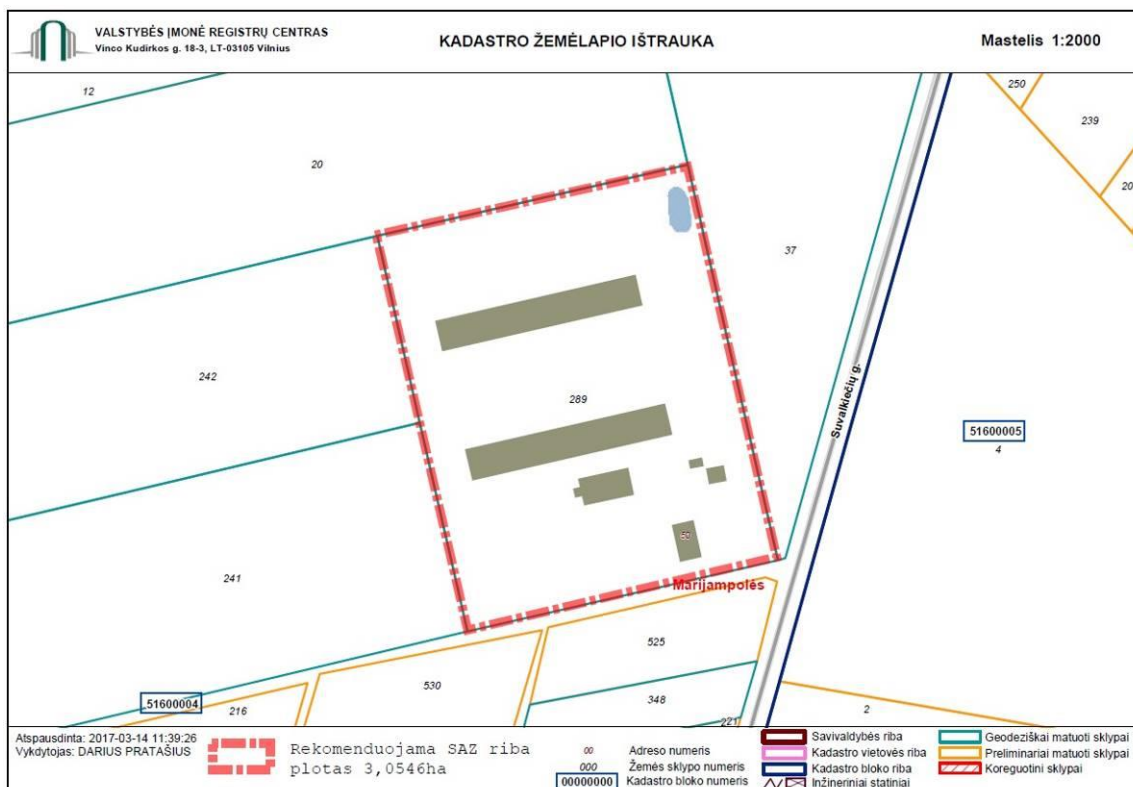 VALSTYBĖS ĮMONĖ REGISTRŲ CENTRAS
Vinco Kudirkos g. 18-3, LT-03105 Vilnius
KADASTRO ŽEMĖLAPIO IŠTRAUKA
Mastelis 1:2000
12
250
239
20
20
37
242
289
Suvalkiečių g.
51600005
4
241
Marijampolės
525
530
348
51600004
216
221
2
Atspausdinta: 2017-03-14 11:39:26
Vykdytojas: DARIUS PRATAŠIUS
Rekomenduojama SAZ riba
plotas 3,0546ha
00 Adreso numeris
000 Žemės sklypo numeris
00000000 Kadastro bloko numeris
Savivaldybės riba
Kadastro vietovės riba
Kadastro bloko riba
Inžineriniai statiniai
Geodeziškai matuoti sklypai
Preliminariai matuoti sklypai
Koreguotini sklypai